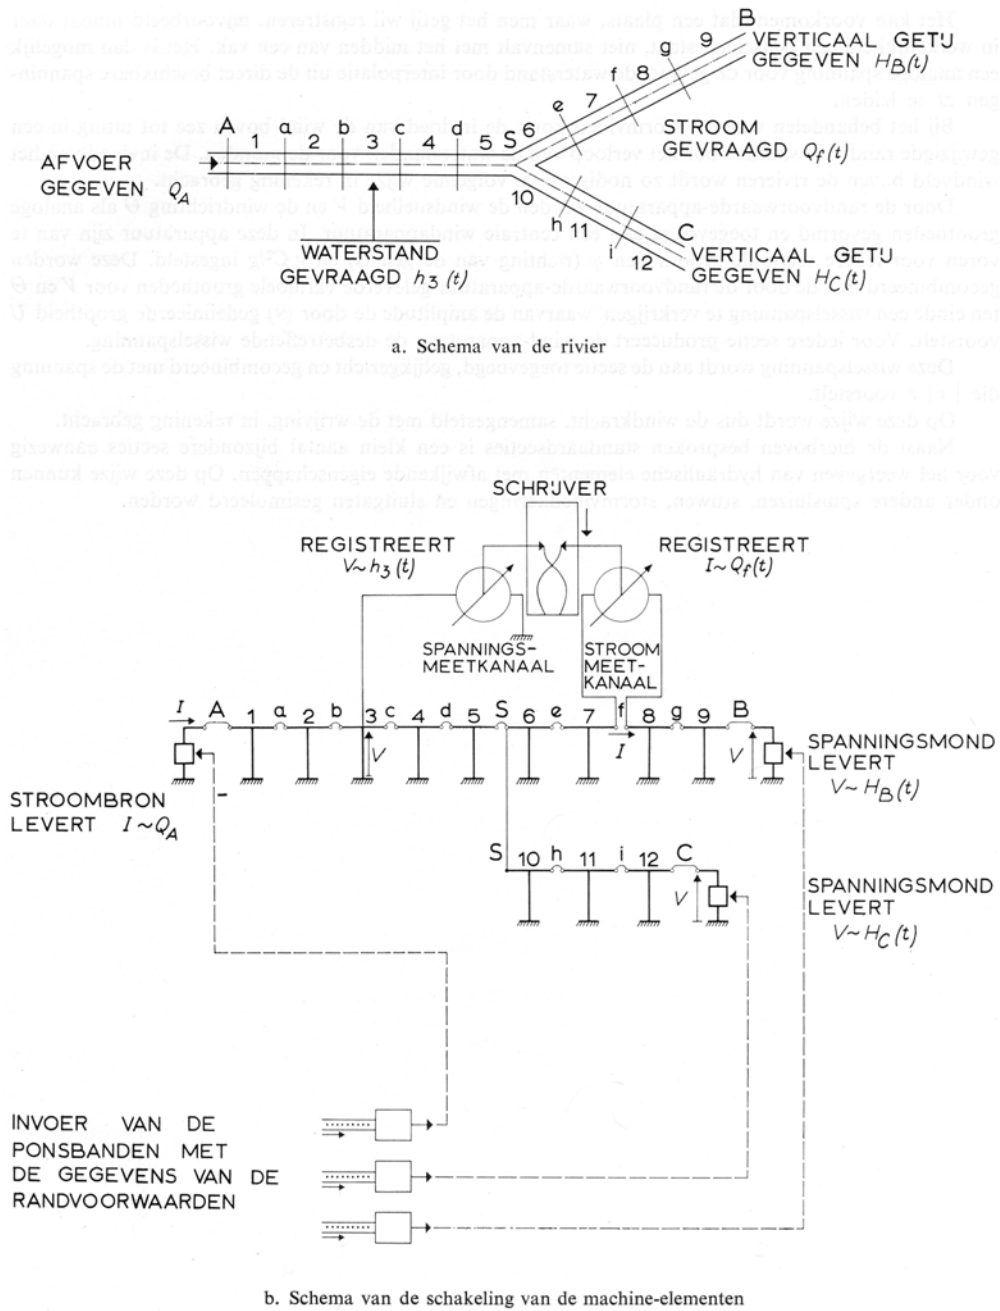 B
VERTICAAL GETIJ
GEGEVEN H_B(t)
9
g
8
f
7
e
6
S
STROOM
GEVRAAGD Q_f(t)
A a b c d
1 2 3 4 5
AFVOER
GEGEVEN Q_A
10
h
11
i
12
C
VERTICAAL GETIJ
GEGEVEN H_C(t)
WATERSTAND
GEVRAAGD h_3(t)
a. Schema van de rivier
SCHRIJVER
REGISTREERT
V~h_3(t)
REGISTREERT
I~Q_f(t)
SPANNINGS-
MEETKANAAL
STROOM
MEET-
KANAAL
I A 1 a 2 b 3 c 4 d 5 S 6 e 7 f 8 g 9 B
V I V
SPANNINGSMOND
LEVERT
V~H_B(t)
STROOMBRON
LEVERT I~Q_A
S 10 h 11 i 12 C
V
SPANNINGSMOND
LEVERT
V~H_C(t)
INVOER VAN DE
PONSBANDEN MET
DE GEGEVENS VAN DE
RANDVOORWAARDEN
b. Schema van de schakeling van de machine-elementen